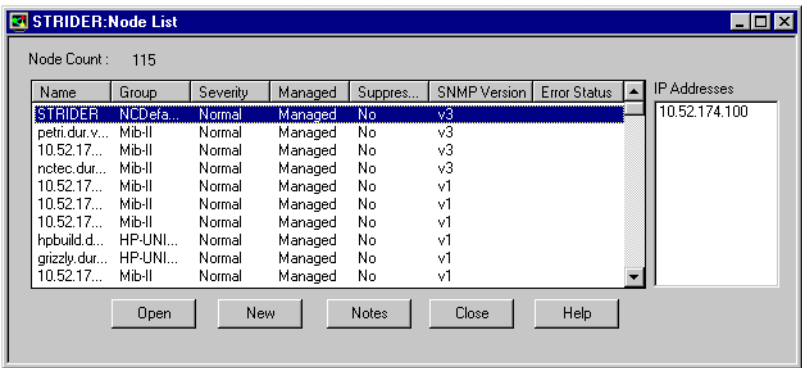 STRIDER:Node List
Node Count : 115
Name Group Severity Managed Suppres... SNMP Version Error Status IP Addresses
STRIDER NCDefa... Normal Managed No v3 10.52.174.100
petri.dur.v... Mib-II Normal Managed No v3
10.52.17... Mib-II Normal Managed No v3
nctec.dur... Mib-II Normal Managed No v3
10.52.17... Mib-II Normal Managed No v1
10.52.17... Mib-II Normal Managed No v1
10.52.17... Mib-II Normal Managed No v1
hpbuild.d... HP-UNI... Normal Managed No v1
grizzly.dur... HP-UNI... Normal Managed No v1
10.52.17... Mib-II Normal Managed No v1
Open New Notes Close Help